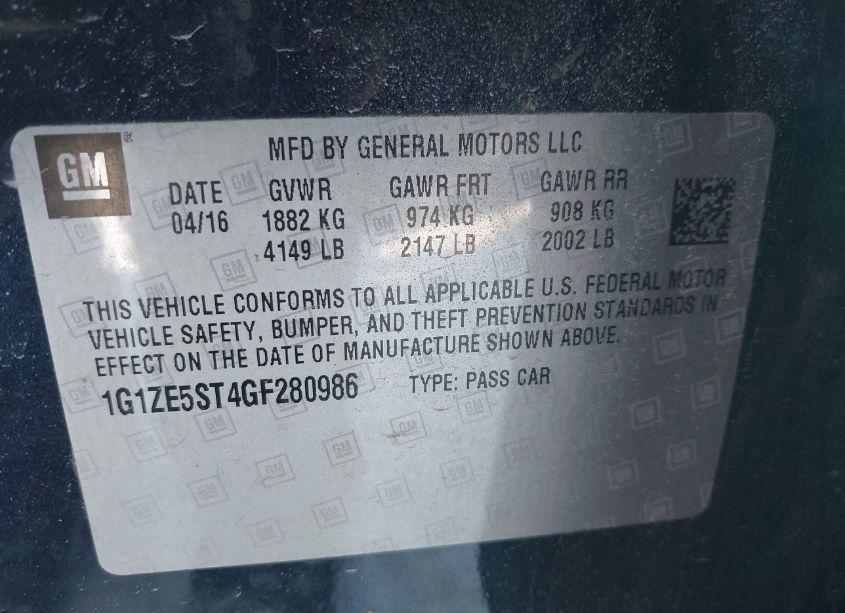 GM®
MFD BY GENERAL MOTORS LLC
DATE GVWR GAWR FRT GAWR RR
04/16 1882 KG 974 KG 908 KG
4149 LB 2147 LB 2002 LB
THIS VEHICLE CONFORMS TO ALL APPLICABLE U.S. FEDERAL MOTOR
VEHICLE SAFETY, BUMPER, AND THEFT PREVENTION STANDARDS IN
EFFECT ON THE DATE OF MANUFACTURE SHOWN ABOVE.
1G1ZE5ST4GF280986 TYPE: PASS CAR